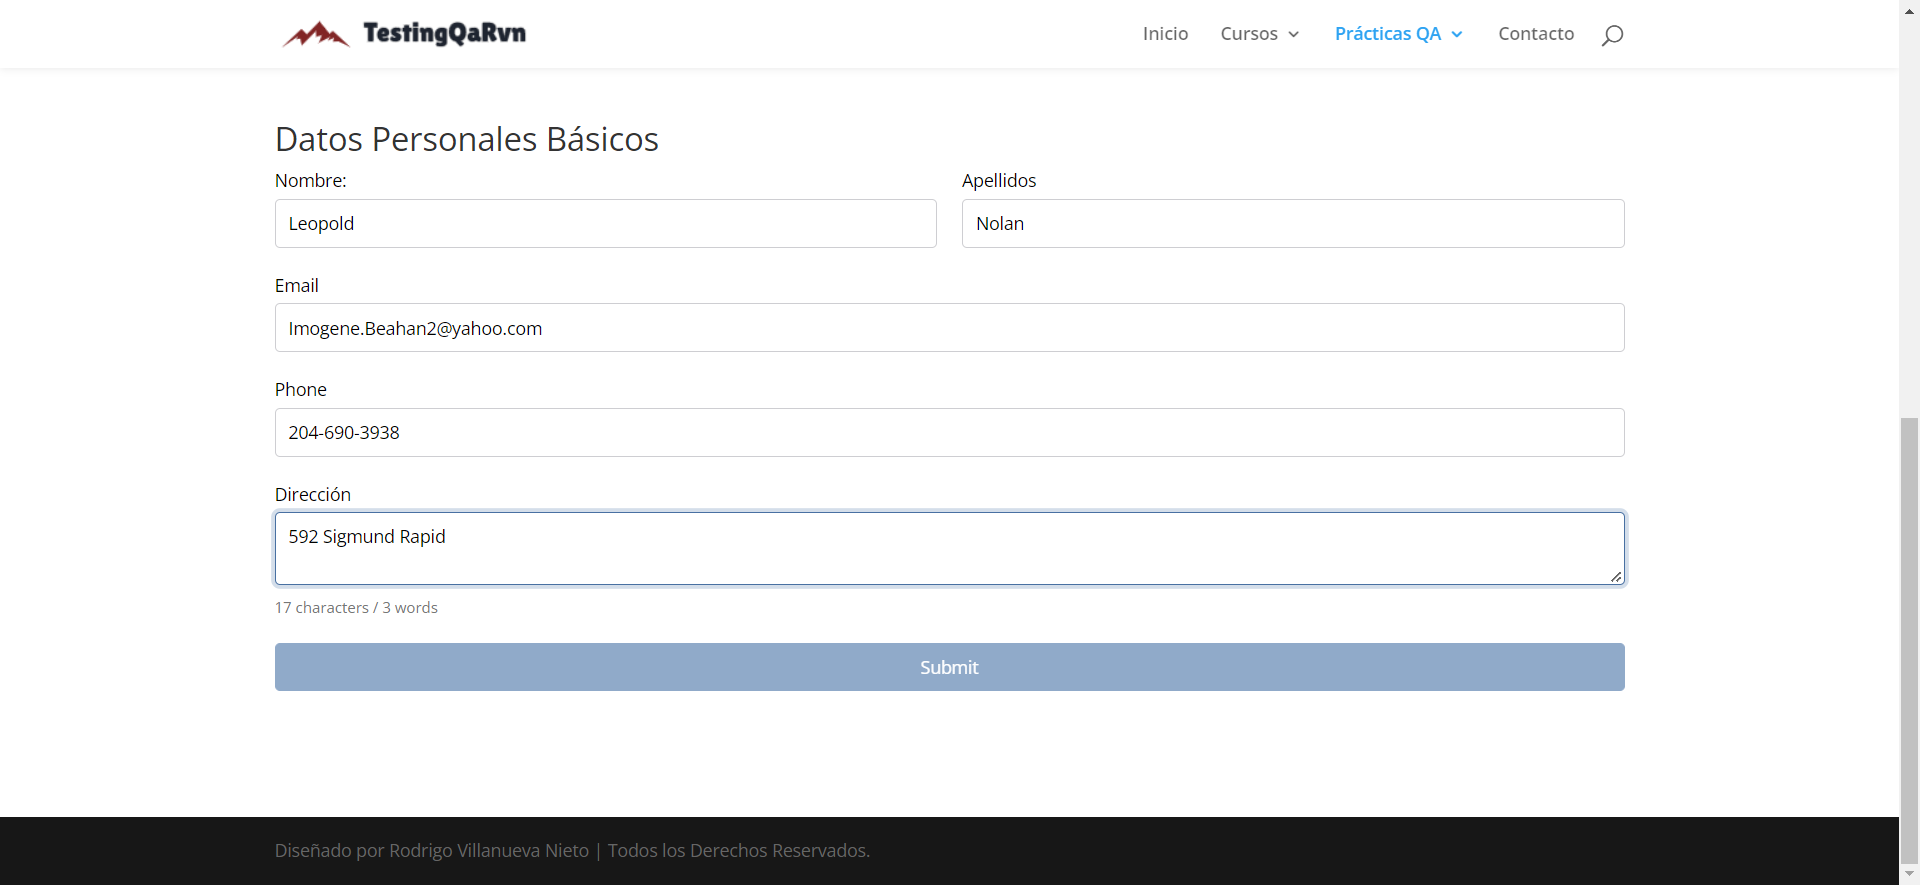 TestingQaRvn
Inicio Cursos Prácticas QA Contacto
Datos Personales Básicos
Nombre: Apellidos
Leopold Nolan
Email
Imogene.Beahan2@yahoo.com
Phone
204-690-3938
Dirección
592 Sigmund Rapid
17 characters / 3 words
Submit
Diseñado por Rodrigo Villanueva Nieto | Todos los Derechos Reservados.